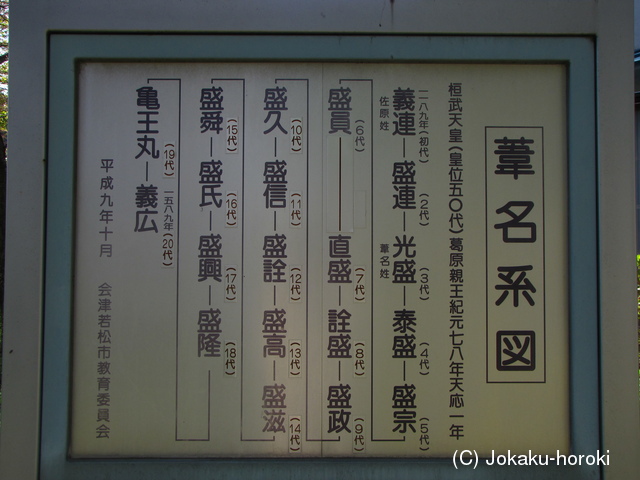 葦名系図
桓武天皇(皇位五〇代)葛原親王紀元七八年天応一年
一一八九年(初代) (2代) (3代) (4代) (5代)
義連―盛連―光盛―泰盛―盛宗
佐原姓 葦名姓
(6代) (7代) (8代) (9代)
盛員―直盛―詮盛―盛政
(10代) (11代) (12代) (13代) (14代)
盛久―盛信―盛詮―盛高―盛滋
(15代) (16代) (17代) (18代)
盛舜―盛氏―盛興―盛隆
(19代) 一五八九年(20代)
亀王丸―義広
平成九年十月 会津若松市教育委員会
(C) Jokaku-horoki